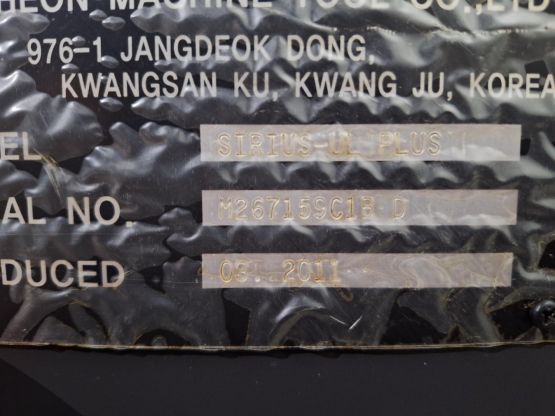 HEON MACHINE TOOL CO.,LTD
976-1 JANGDEOK DONG,
KWANGSAN KU, KWANG JU, KOREA
EL SIRIUS-UL PLUS
AL NO. M267159C1B D
DUCED 09. 2011